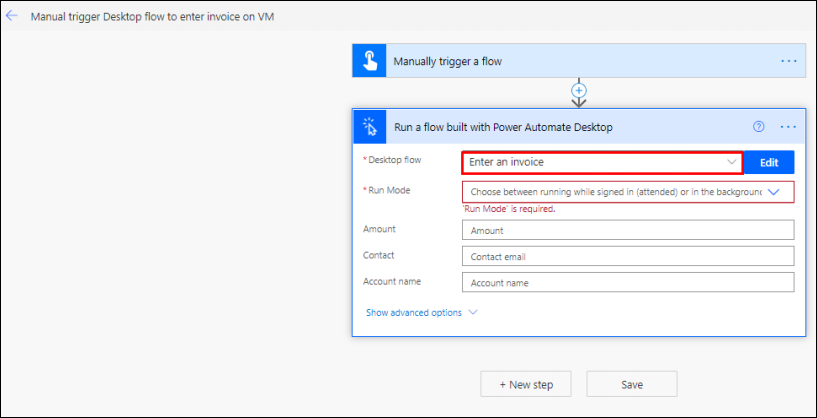 Manual trigger Desktop flow to enter invoice on VM
Manually trigger a flow
Run a flow built with Power Automate Desktop
* Desktop flow
Enter an invoice
Edit
* Run Mode
Choose between running while signed in (attended) or in the background
'Run Mode' is required.
Amount
Amount
Contact
Contact email
Account name
Account name
Show advanced options
+ New step
Save